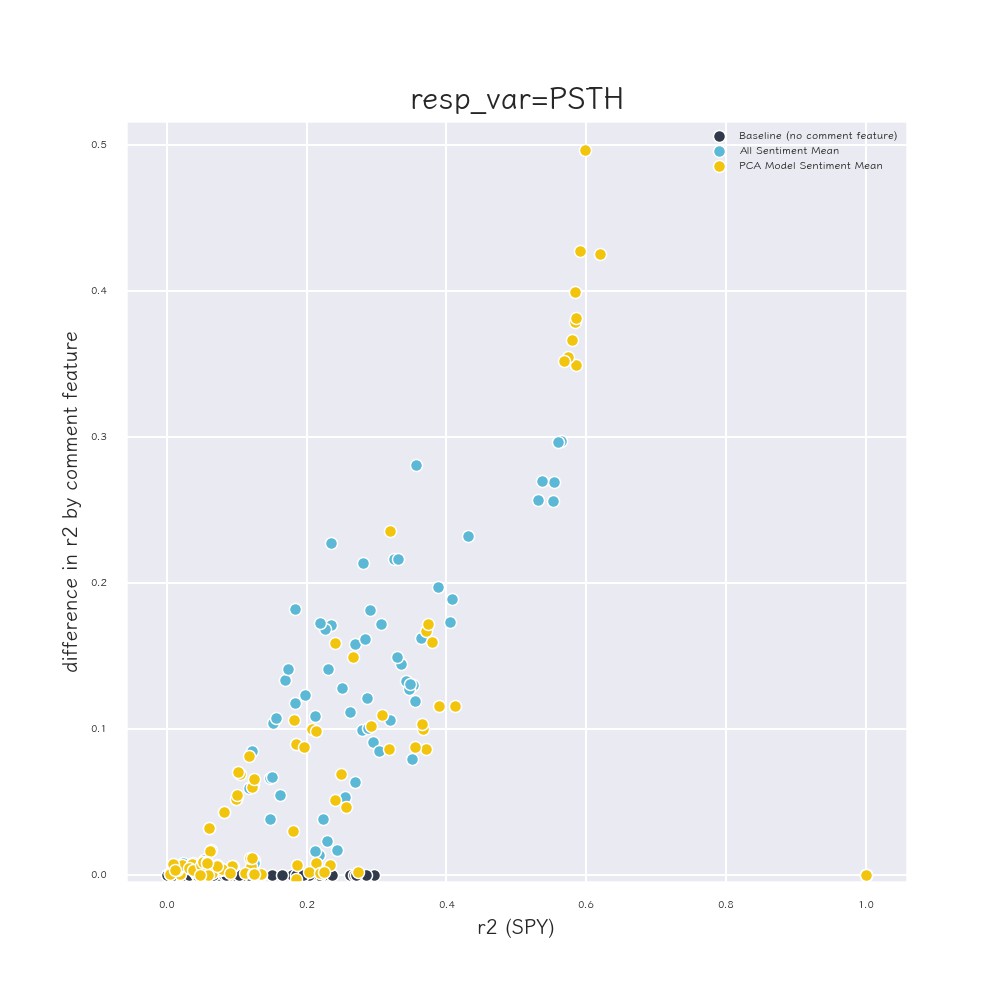 resp_var=PSTH
Baseline (no comment feature)
All Sentiment Mean
PCA Model Sentiment Mean
difference in r2 by comment feature
0.5
0.4
0.3
0.2
0.1
0.0
0.0 0.2 0.4 0.6 0.8 1.0
r2 (SPY)